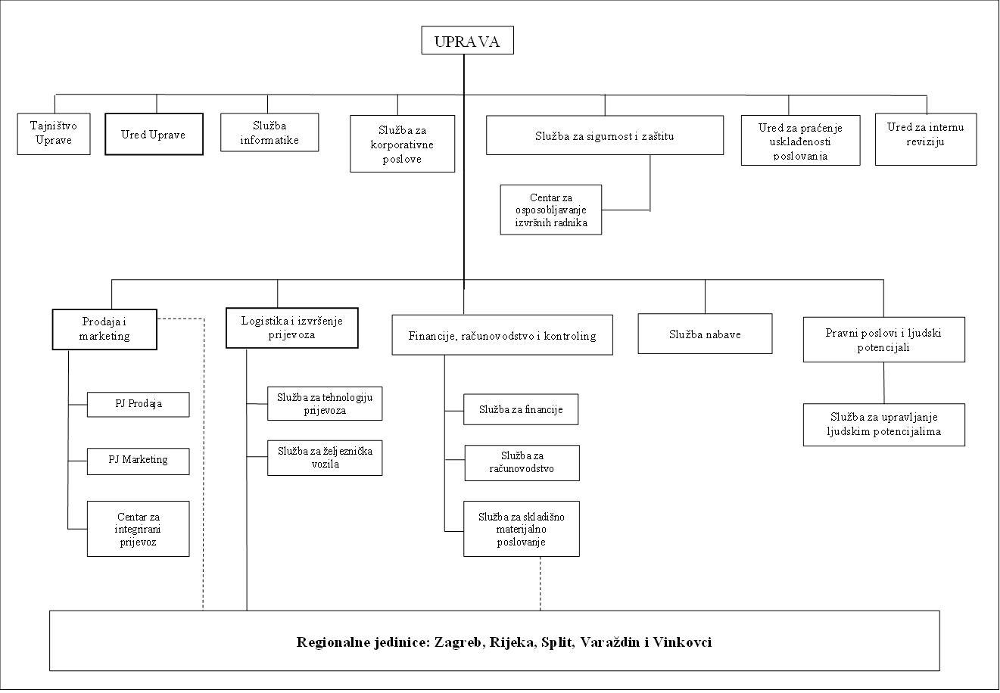 UPRAVA
Tajništvo
Uprave
Ured Uprave
Služba
informatike
Služba za
korporativne
poslove
Služba za sigurnost i zaštitu
Ured za praćenje
usklađenosti
poslovanja
Ured za internu
reviziju
Centar za
osposobljavanje
izvršnih radnika
Prodaja i
marketing
Logistika i izvršenje
prijevoza
Financije, računovodstvo i kontroling
Služba nabave
Pravni poslovi i ljudski
potencijali
PJ Prodaja
PJ Marketing
Centar za
integrirani
prijevoz
Služba za tehnologiju
prijevoza
Služba za željeznička
vozila
Služba za financije
Služba za
računovodstvo
Služba za skladišno
materijalno
poslovanje
Služba za upravljanje
ljudskim potencijalima
Regionalne jedinice: Zagreb, Rijeka, Split, Varaždin i Vinkovci